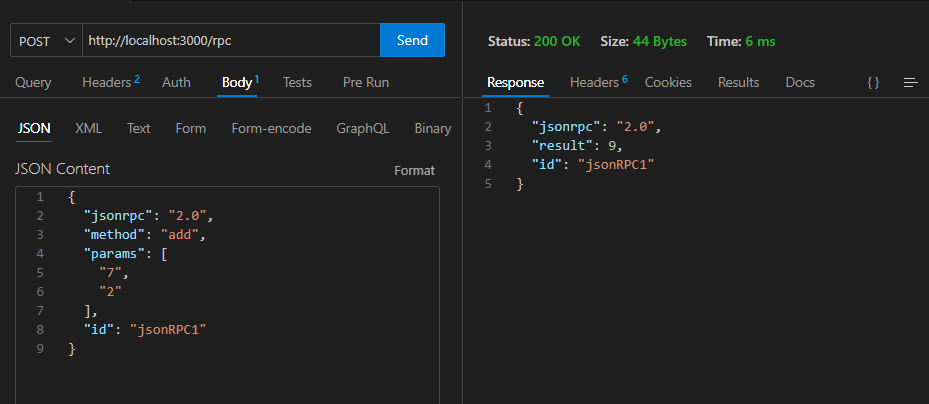 POST http://localhost:3000/rpc Send
Query Headers 2 Auth Body 1 Tests Pre Run
JSON XML Text Form Form-encode GraphQL Binary
JSON Content Format
1 {
2 "jsonrpc": "2.0",
3 "method": "add",
4 "params": [
5 "7",
6 "2"
7 ],
8 "id": "jsonRPC1"
9 }
Status: 200 OK Size: 44 Bytes Time: 6 ms
Response Headers 6 Cookies Results Docs { }
1 {
2 "jsonrpc": "2.0",
3 "result": 9,
4 "id": "jsonRPC1"
5 }